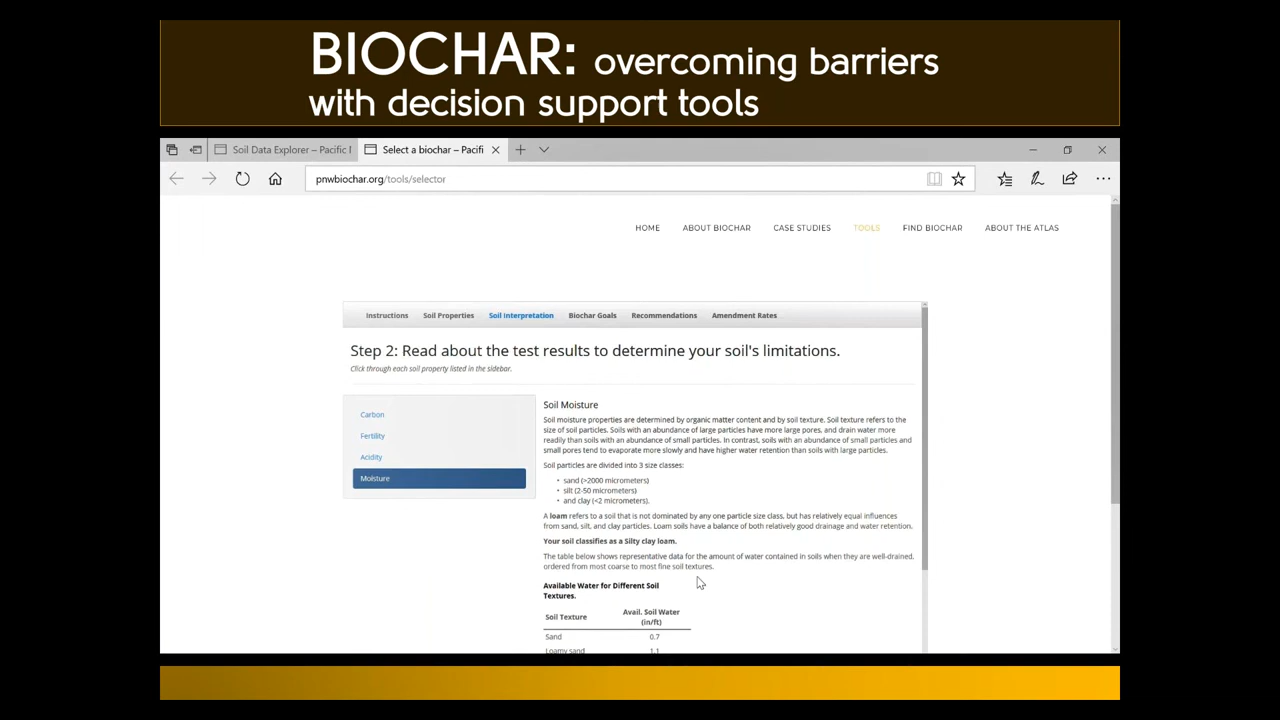 BIOCHAR: overcoming barriers
with decision support tools
Soil Data Explorer – Pacific
Select a biochar – Pacifi
pnwbiochar.org/tools/selector
HOME ABOUT BIOCHAR CASE STUDIES TOOLS FIND BIOCHAR ABOUT THE ATLAS
Instructions Soil Properties Soil Interpretation Biochar Goals Recommendations Amendment Rates
Step 2: Read about the test results to determine your soil's limitations.
Click through each soil property listed in the sidebar.
Carbon
Fertility
Acidity
Moisture
Soil Moisture
Soil moisture properties are determined by organic matter content and by soil texture. Soil texture refers to the
size of soil particles. Soils with an abundance of large particles have more large pores, and drain water more
readily than soils with an abundance of small particles. In contrast, soils with an abundance of small particles and
small pores tend to evaporate more slowly and have higher water retention than soils with large particles.
Soil particles are divided into 3 size classes:
• sand (>2000 micrometers)
• silt (2-50 micrometers)
• and clay (<2 micrometers).
A loam refers to a soil that is not dominated by any one particle size class, but has relatively equal influences
from sand, silt, and clay particles. Loam soils have a balance of both relatively good drainage and water retention.
Your soil classifies as a Silty clay loam.
The table below shows representative data for the amount of water contained in soils when they are well-drained,
ordered from most coarse to most fine soil textures.
Available Water for Different Soil
Textures.
Soil Texture Avail. Soil Water
(in/ft)
Sand 0.7
Loamy sand 1.1